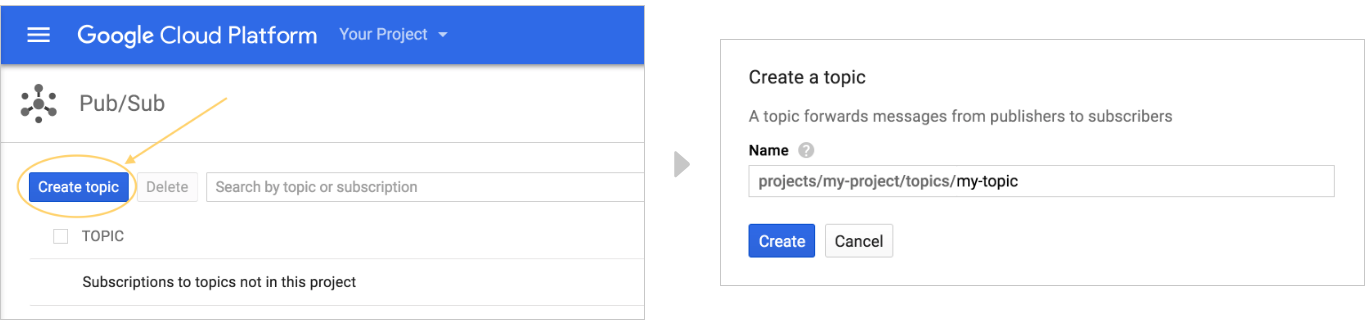 Google Cloud Platform Your Project
Pub/Sub
Create topic Delete Search by topic or subscription
TOPIC
Subscriptions to topics not in this project
Create a topic
A topic forwards messages from publishers to subscribers
Name ?
projects/my-project/topics/my-topic
Create Cancel